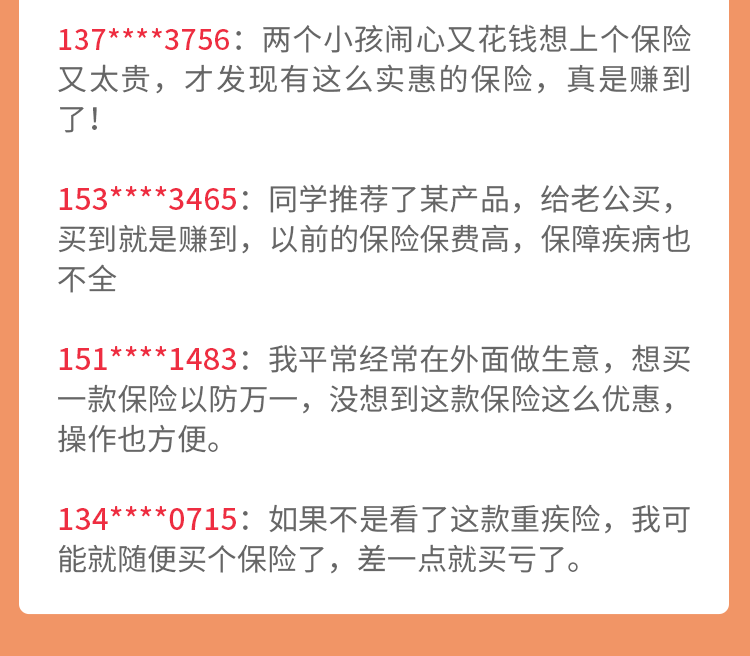 137****3756：两个小孩闹心又花钱想上个保险
又太贵，才发现有这么实惠的保险，真是赚到
了！
153****3465：同学推荐了某产品，给老公买，
买到就是赚到，以前的保险保费高，保障疾病也
不全
151****1483：我平常经常在外面做生意，想买
一款保险以防万一，没想到这款保险这么优惠，
操作也方便。
134****0715：如果不是看了这款重疾险，我可
能就随便买个保险了，差一点就买亏了。